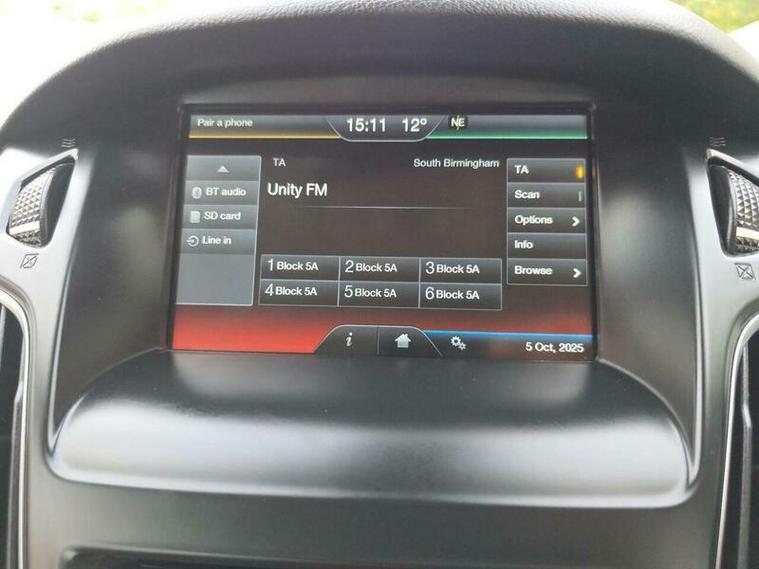 Pair a phone
15:11 12°
NE
TA
South Birmingham
Unity FM
BT audio
SD card
Line in
TA
Scan
Options
Info
Browse
1 Block 5A
2 Block 5A
3 Block 5A
4 Block 5A
5 Block 5A
6 Block 5A
i
5 Oct, 2025